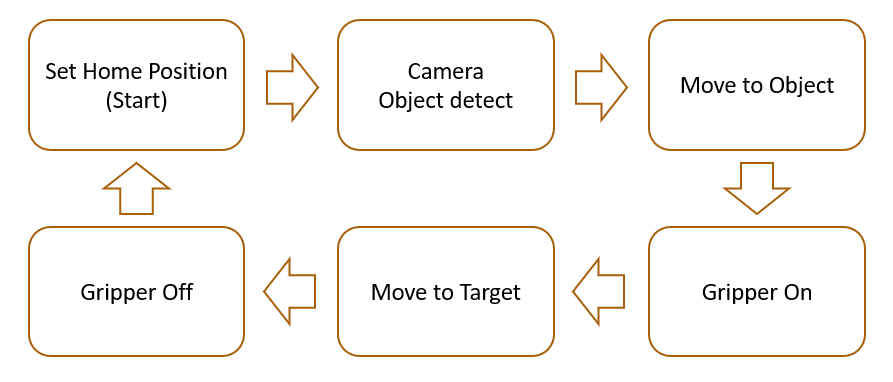 Set Home Position
(Start)
Camera
Object detect
Move to Object
Gripper Off
Move to Target
Gripper On